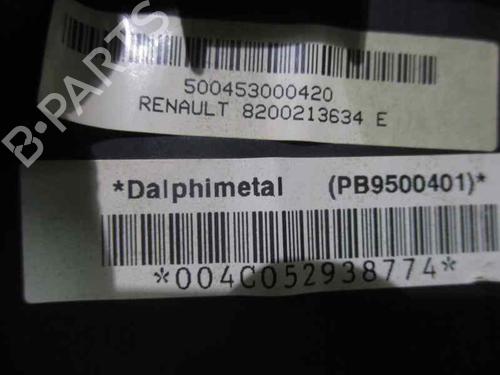 B-PARTS
500453000420
RENAULT 8200213634 E
*Dalphimetal (PB9500401)*
*004C052938774*